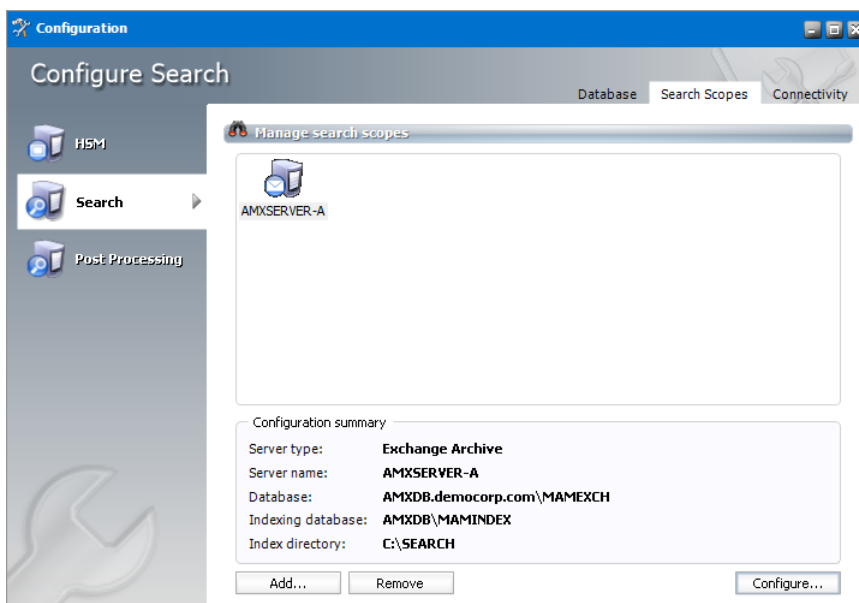 Configuration
Configure Search
Database Search Scopes Connectivity
HSM
Search
Post Processing
Manage search scopes
AMXSERVER-A
Configuration summary
Server type: Exchange Archive
Server name: AMXSERVER-A
Database: AMXDB.democorp.com\MAMEXCH
Indexing database: AMXDB\MAMINDEX
Index directory: C:\SEARCH
Add... Remove Configure...